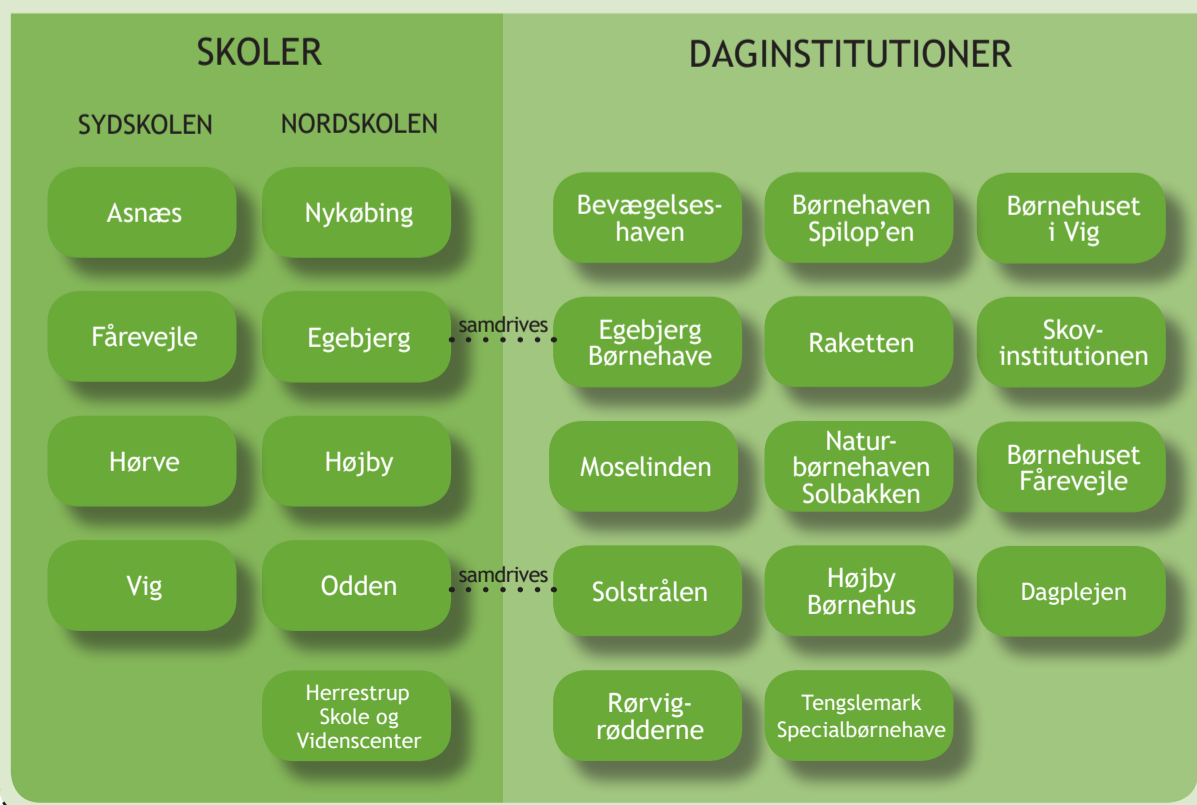 SKOLER
SYDSKOLEN
NORDSKOLEN
Asnæs
Nykøbing
Fårevejle
Egebjerg
Hørve
Højby
Vig
Odden
Herrestrup
Skole og
Videnscenter
samdrives
samdrives
DAGINSTITUTIONER
Bevægelses-
haven
Børnehaven
Spilop’en
Børnehuset
i Vig
Egebjerg
Børnehave
Raketten
Skov-
institutionen
Moselinden
Natur-
børnehaven
Solbakken
Børnehuset
Fårevejle
Solstrålen
Højby
Børnehus
Dagplejen
Rørvig-
rødderne
Tengslemark
Specialbørnehave